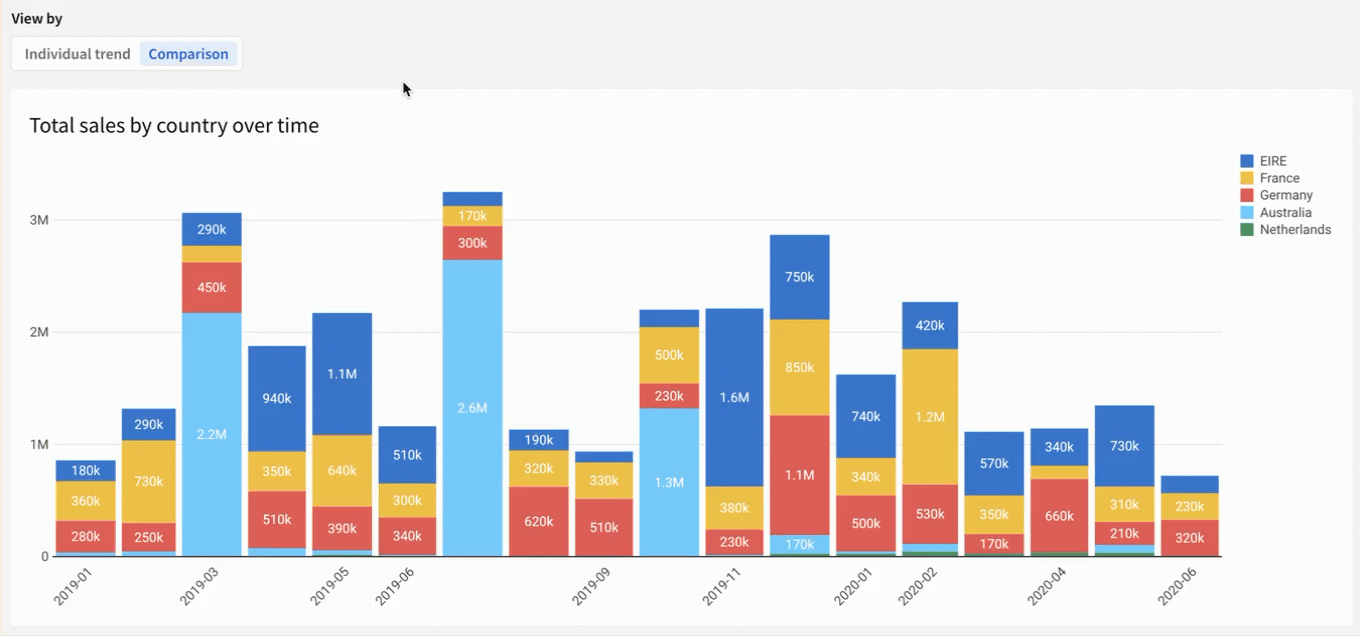 View by
Individual trend Comparison
Total sales by country over time
EIRE
France
Germany
Australia
Netherlands
3M
2M
1M
0
180k
360k
280k
290k
730k
250k
290k
450k
2.2M
940k
350k
510k
1.1M
640k
390k
510k
300k
340k
170k
300k
2.6M
190k
320k
620k
330k
510k
500k
230k
1.3M
1.6M
380k
230k
750k
850k
1.1M
170k
740k
340k
500k
420k
1.2M
530k
570k
350k
170k
340k
660k
730k
310k
210k
230k
320k
2019-01
2019-03
2019-05
2019-06
2019-09
2019-11
2020-01
2020-02
2020-04
2020-06